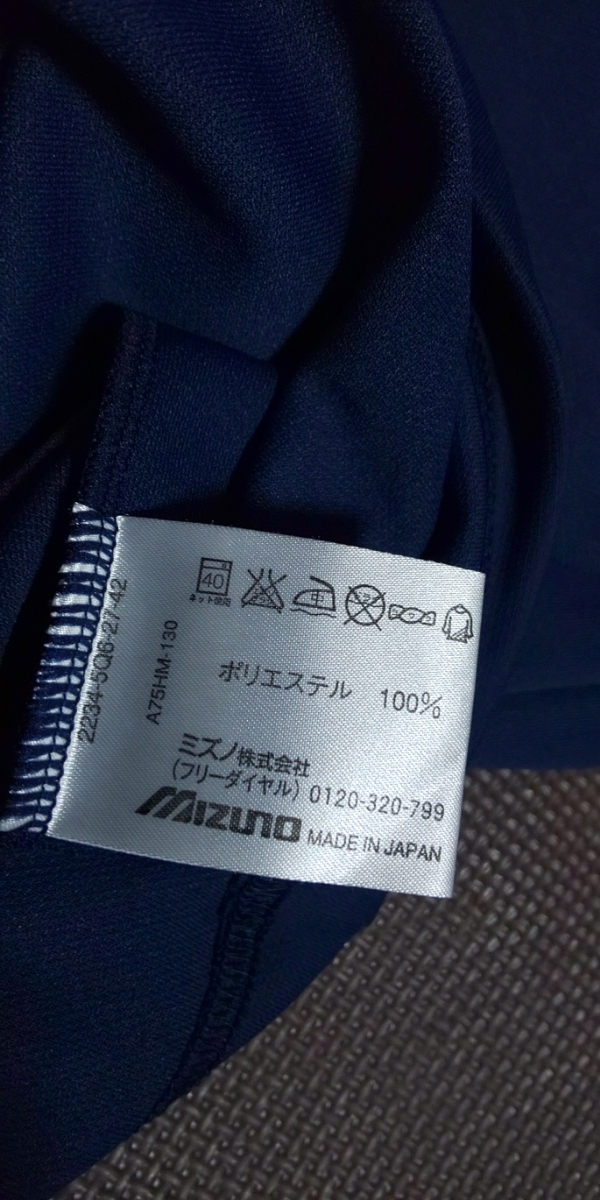 40
ネット使用
中
ポリエステル 100%
ミズノ株式会社
(フリーダイヤル) 0120-320-799
MIZUNO MADE IN JAPAN
A75HM-130
2234-5Q6-27-42